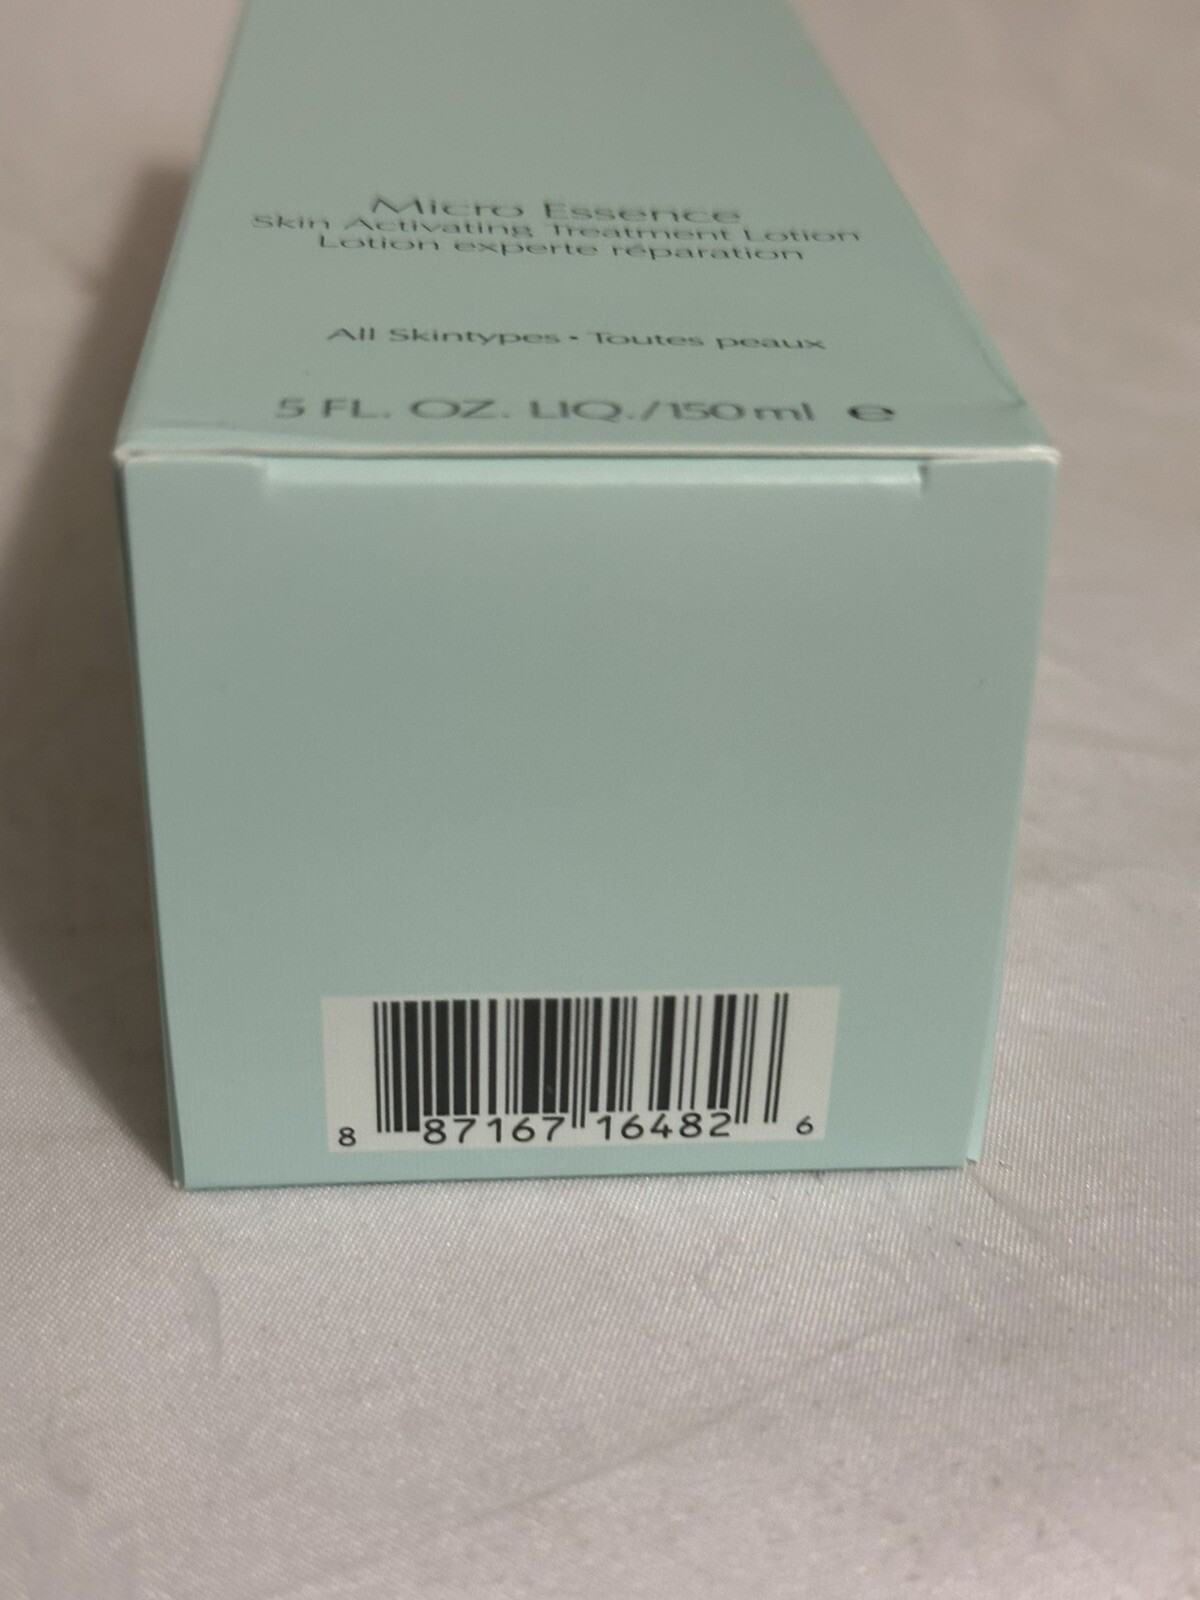 Micro Essence
Skin Activating Treatment Lotion
Lotion experte réparation
All Skintypes • Toutes peaux
5 FL. OZ. LIQ./150 ml ℮
8 87167 16482 6